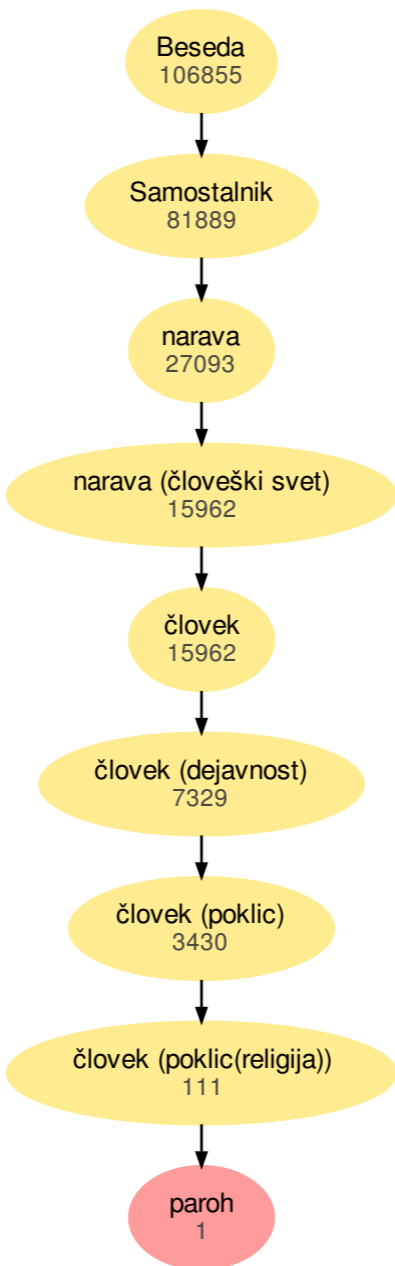 Beseda
106855
Samostalnik
81889
narava
27093
narava (človeški svet)
15962
človek
15962
človek (dejavnost)
7329
človek (poklic)
3430
človek (poklic(religija))
111
paroh
1